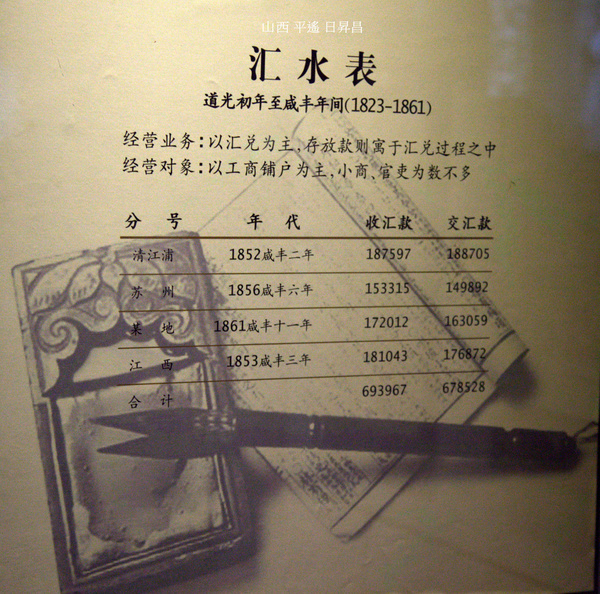 山西 平遙 日昇昌
汇水表
道光初年至咸丰年间(1823-1861)
经营业务:以汇兑为主,存放款则寓于汇兑过程之中
经营对象:以工商铺户为主,小商、官吏为数不多
分 号 年 代 收汇款 交汇款
清江浦 1852咸丰二年 187597 188705
苏 州 1856咸丰六年 153315 149892
某 地 1861咸丰十一年 172012 163059
江 西 1853咸丰三年 181043 176872
合 计 693967 678528